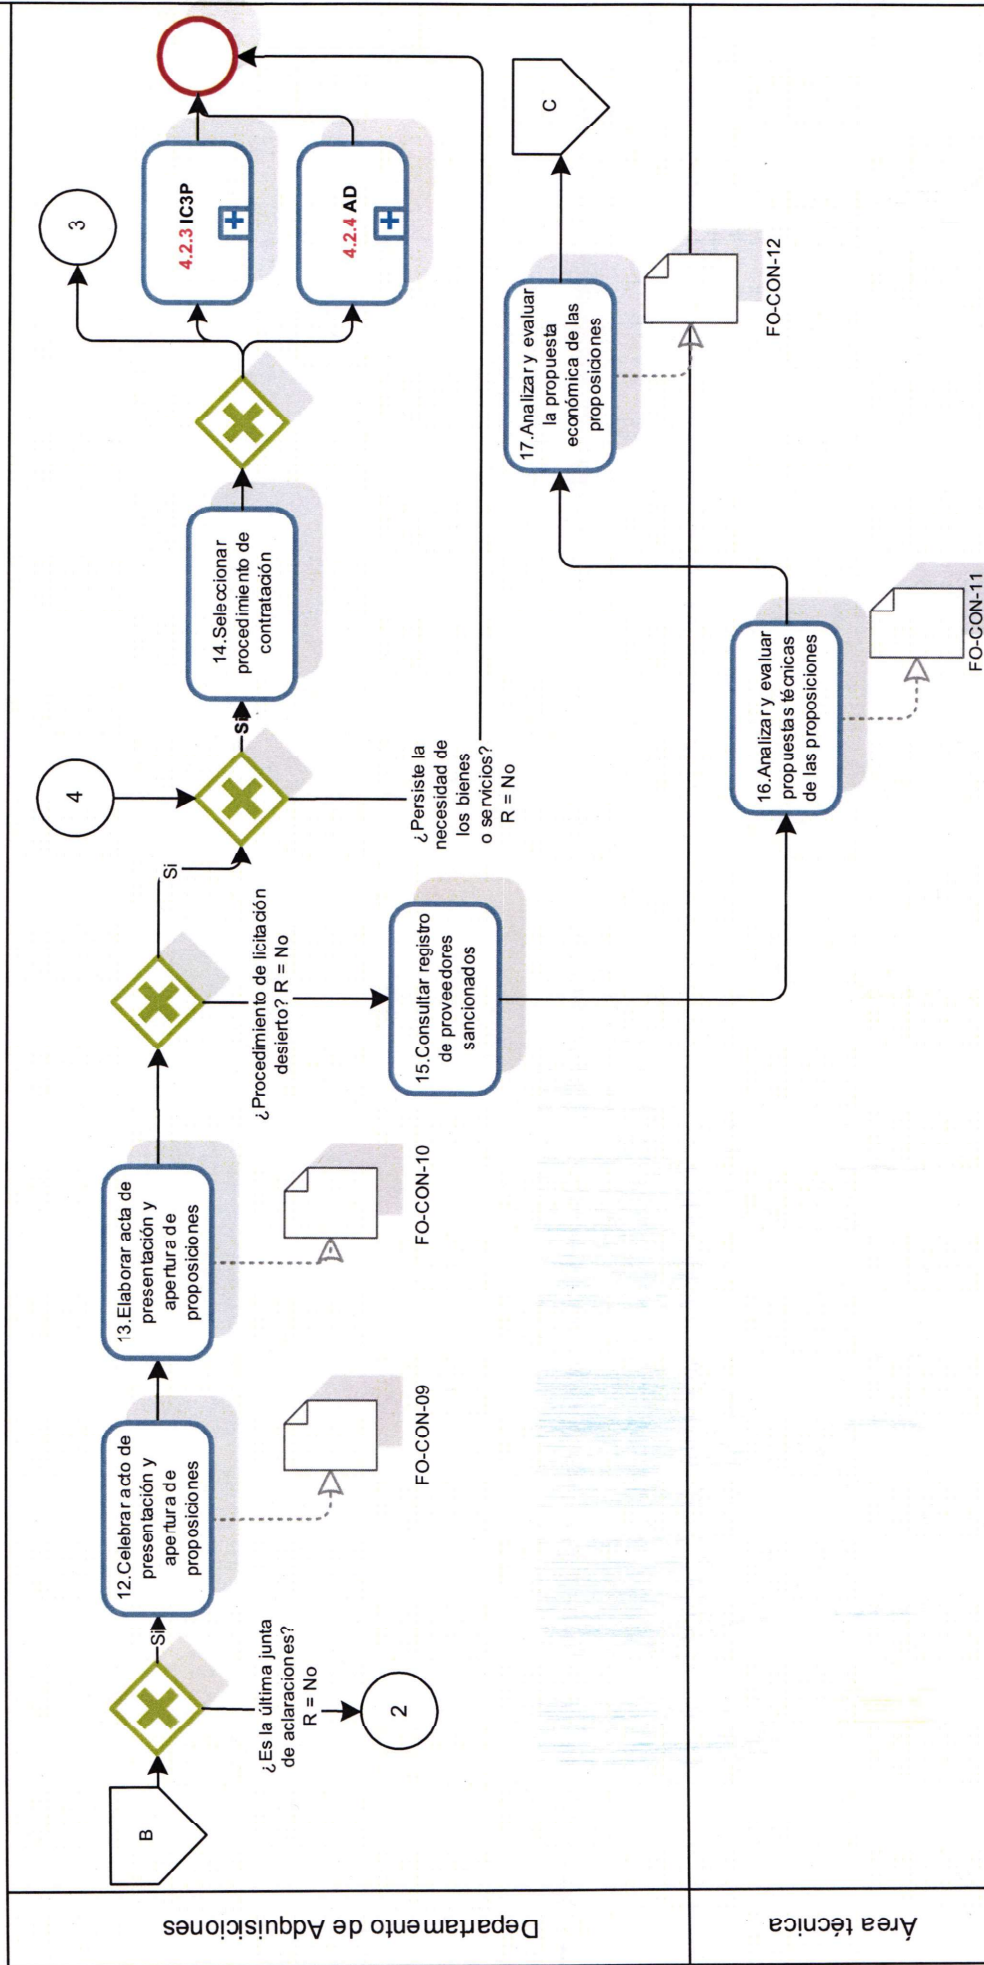 Departamento de Adquisiciones
B
¿Es la última junta
de aclaraciones?
R = No
Si
2
12.Celebrar acto de
presentación y
apertura de
proposiciones
FO-CON-09
13.Elaborar acta de
presentación y
apertura de
proposiciones
FO-CON-10
¿Procedimiento de licitación
desierto? R = No
Si
15.Consultar registro
de proveedores
sancionados
4
¿Persiste la
necesidad de
los bienes
o servicios?
R = No
Si
14.Seleccionar
procedimiento de
contratación
3
4.2.3 IC3P
4.2.4 AD
17.Analizar y evaluar
la propuesta
económica de las
proposiciones
FO-CON-12
C
Área técnica
16.Analizar y evaluar
propuestas técnicas
de las proposiciones
FO-CON-11